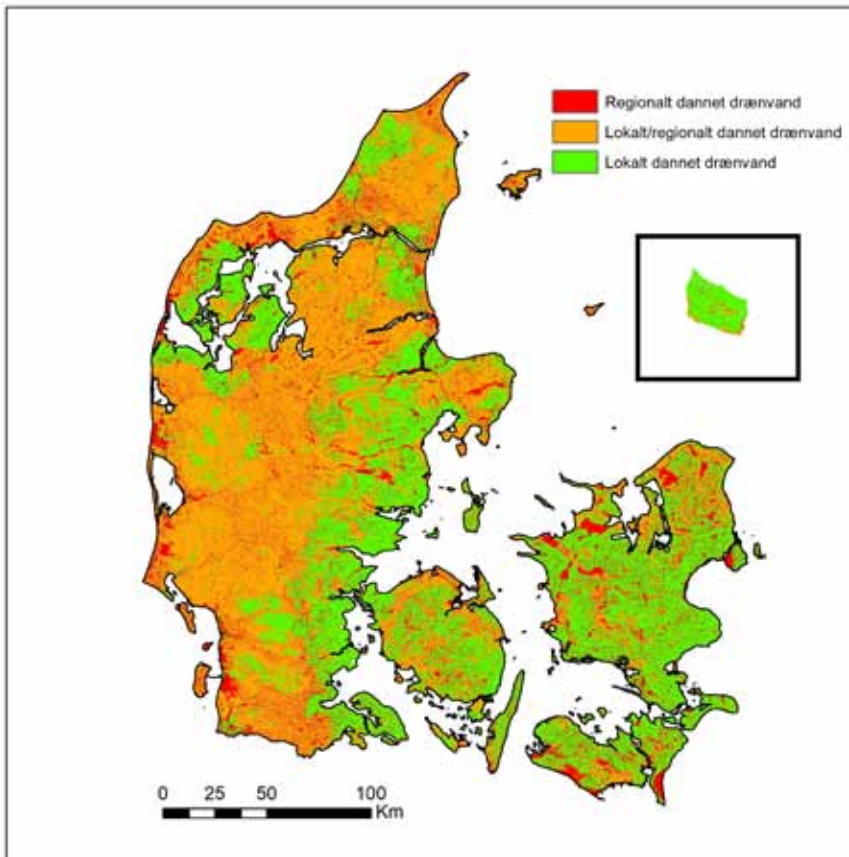 Regionalt dannet drænvand
Lokalt/regionalt dannet drænvand
Lokalt dannet drænvand
0 25 50 100
Km